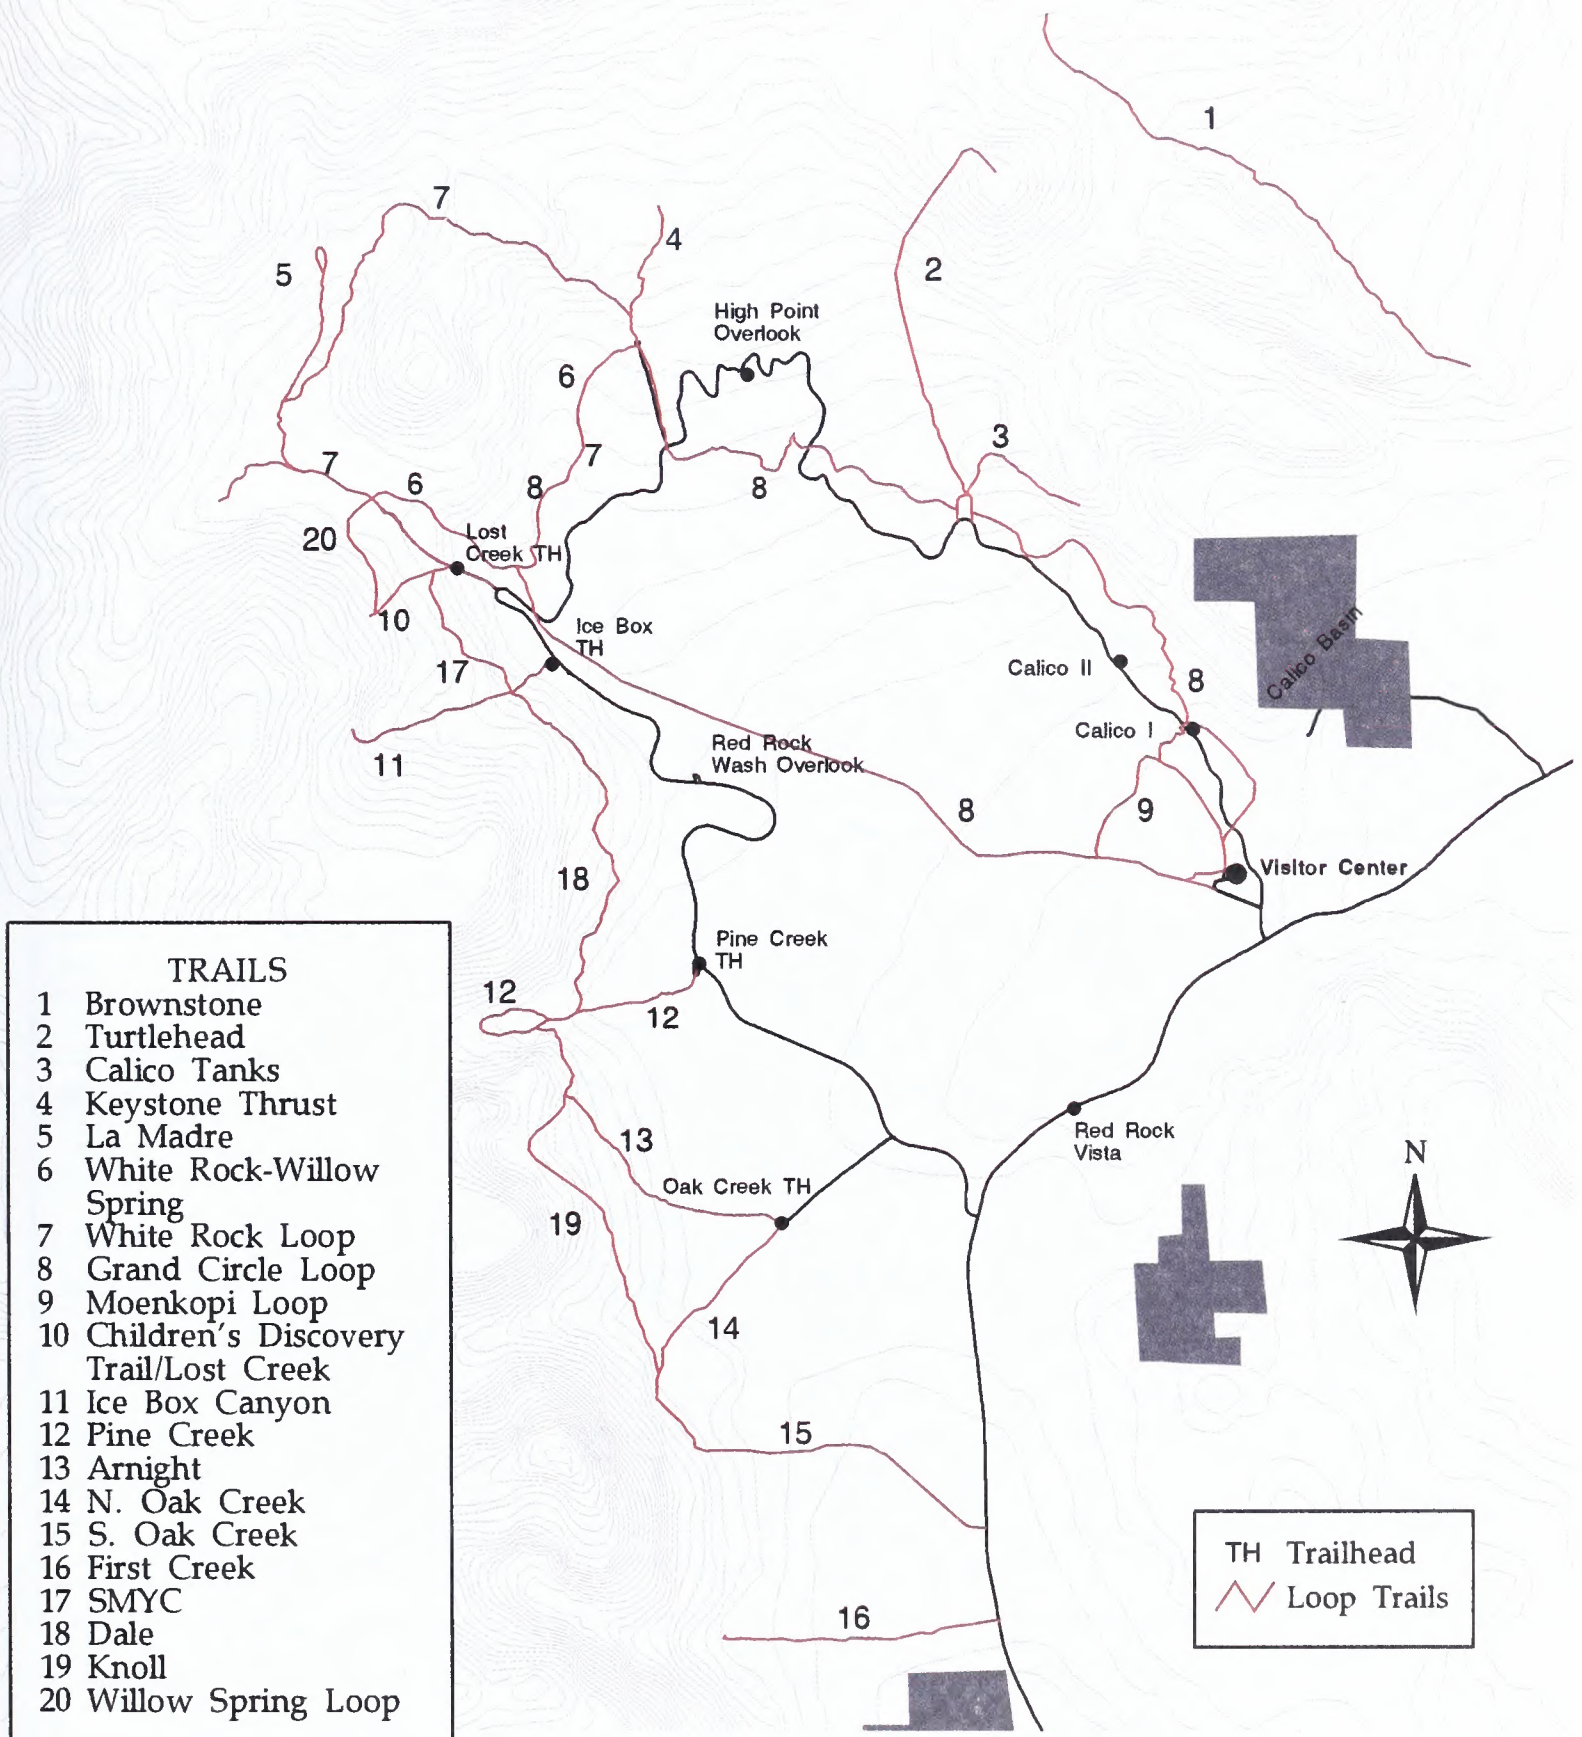 1
7
4
5
2
High Point
Overlook
6
3
7
7
6
8
8
20
Lost
Creek TH
10
Ice Box
TH
Calico Basin
17
Calico II
8
Calico I
11
Red Rock
Wash Overlook
8
9
18
Visitor Center
Pine Creek
TH
12
12
13
Red Rock
Vista
Oak Creek TH
19
N
14
15
16
TRAILS
1 Brownstone
2 Turtlehead
3 Calico Tanks
4 Keystone Thrust
5 La Madre
6 White Rock-Willow
Spring
7 White Rock Loop
8 Grand Circle Loop
9 Moenkopi Loop
10 Children's Discovery
Trail/Lost Creek
11 Ice Box Canyon
12 Pine Creek
13 Arnight
14 N. Oak Creek
15 S. Oak Creek
16 First Creek
17 SMYC
18 Dale
19 Knoll
20 Willow Spring Loop
TH Trailhead
Loop Trails